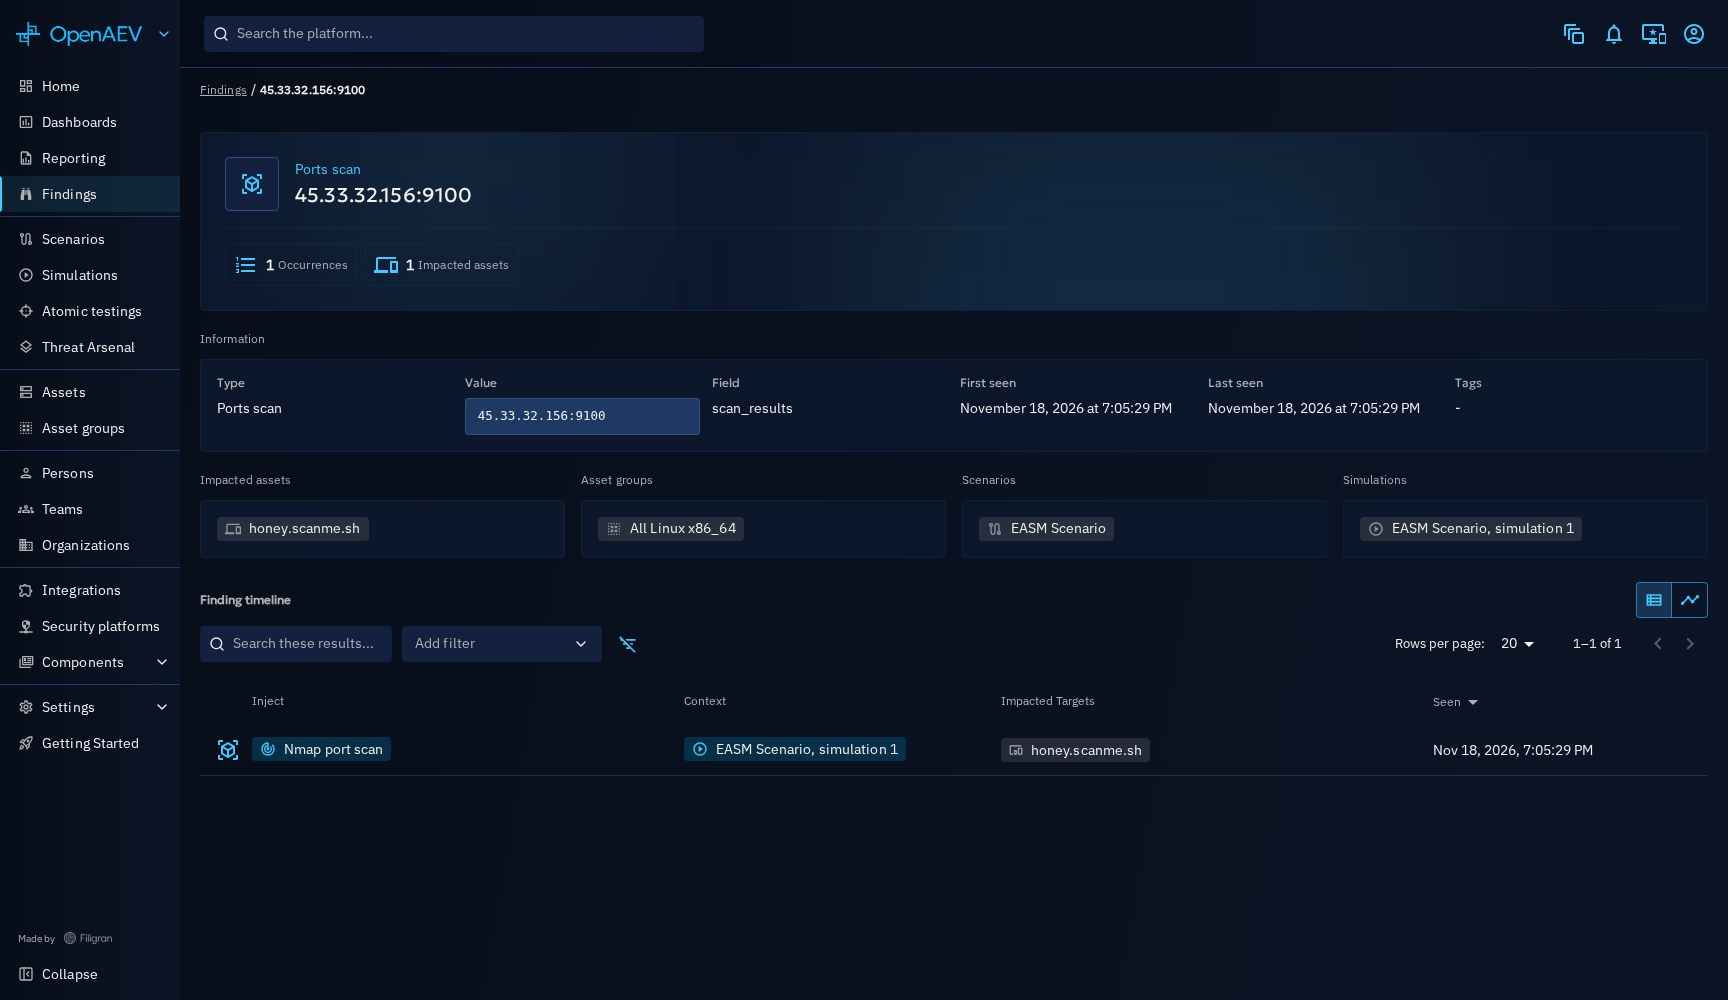 OpenAEV
Search the platform...
Home
Dashboards
Reporting
Findings
Scenarios
Simulations
Atomic testings
Threat Arsenal
Assets
Asset groups
Persons
Teams
Organizations
Integrations
Security platforms
Components
Settings
Getting Started
Made by Filigran
Collapse
Findings / 45.33.32.156:9100
Ports scan
45.33.32.156:9100
1 Occurrences
1 Impacted assets
Information
Type Value Field First seen Last seen Tags
Ports scan 45.33.32.156:9100 scan_results November 18, 2026 at 7:05:29 PM November 18, 2026 at 7:05:29 PM -
Impacted assets Asset groups Scenarios Simulations
honey.scanme.sh All Linux x86_64 EASM Scenario EASM Scenario, simulation 1
Finding timeline
Search these results... Add filter Rows per page: 20 1–1 of 1
Inject Context Impacted Targets Seen
Nmap port scan EASM Scenario, simulation 1 honey.scanme.sh Nov 18, 2026, 7:05:29 PM